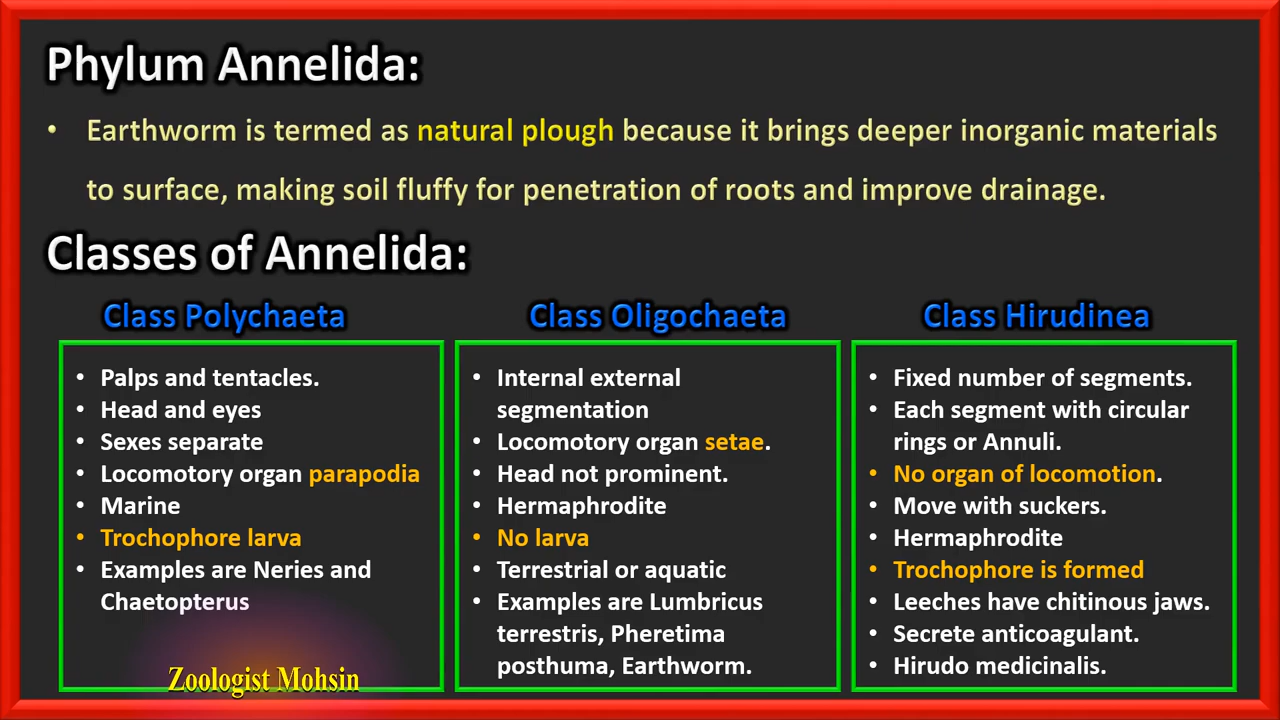 Phylum Annelida:
• Earthworm is termed as natural plough because it brings deeper inorganic materials
to surface, making soil fluffy for penetration of roots and improve drainage.
Classes of Annelida:
Class Polychaeta
• Palps and tentacles.
• Head and eyes
• Sexes separate
• Locomotory organ parapodia
• Marine
• Trochophore larva
• Examples are Neries and
Chaetopterus
Class Oligochaeta
• Internal external
segmentation
• Locomotory organ setae.
• Head not prominent.
• Hermaphrodite
• No larva
• Terrestrial or aquatic
• Examples are Lumbricus
terrestris, Pheretima
posthuma, Earthworm.
Class Hirudinea
• Fixed number of segments.
• Each segment with circular
rings or Annuli.
• No organ of locomotion.
• Move with suckers.
• Hermaphrodite
• Trochophore is formed
• Leeches have chitinous jaws.
• Secrete anticoagulant.
• Hirudo medicinalis.
Zoologist Mohsin